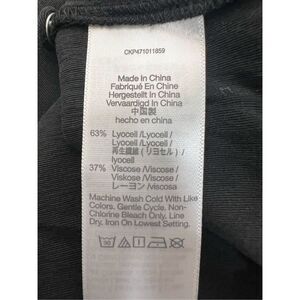 CKP471011859
Made In China
Fabriqué En Chine
Hergestellt In China
Vervaardigd In China
中国製
hecho en china
63% Lyocell /Lyocell /
Lyocell /Lyocell /
再生繊維 ( リヨセル ) /
lyocell
37% Viscose /Viscose /
Viskose /Viscose /
レーヨン /viscosa
Machine Wash Cold With Like
Colors. Gentle Cycle. Non-
Chlorine Bleach Only. Line
Dry. Iron On Lowest Setting.